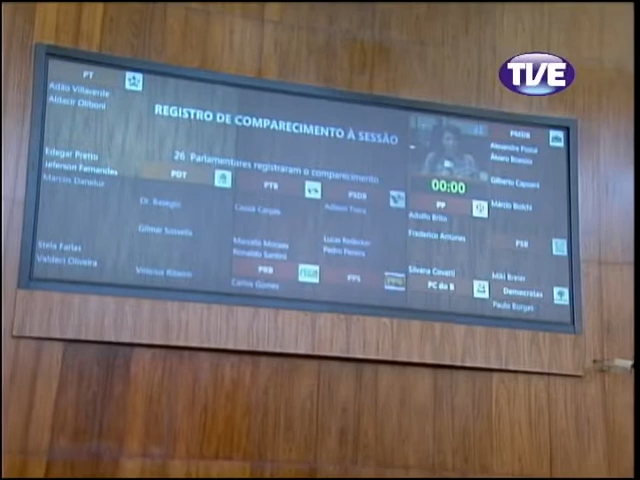 TVE
REGISTRO DE COMPARECIMENTO À SESSÃO
26 Parlamentares registraram o comparecimento
PT
Adão Villaverde
Aldacir Oliboni
Edegar Pretto
Jeferson Fernandes
Marcos Daneluz
Stela Farias
Valdeci Oliveira
PDT
Dr. Basegio
Gilmar Sossella
Vinicius Ribeiro
PTB
Cassiá Carpes
Marcelo Moraes
Ronaldo Santini
PRB
Carlos Gomes
PSDB
Adilson Troca
Lucas Redecker
Pedro Pereira
PPS
00:00
PP
Adolfo Brito
Frederico Antunes
Silvana Covatti
PC do B
PMDB
Alexandre Postal
Álvaro Boessio
Gilberto Capoani
Márcio Biolchi
PSB
Miki Breier
Democratas
Paulo Borges